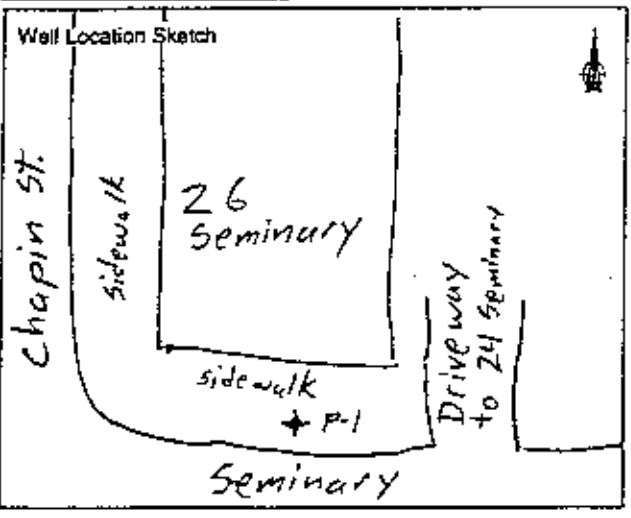 Well Location Sketch
Chapin St.
sidewalk
26
Seminary
Driveway
to 24 Seminary
sidewalk
P-1
Seminary